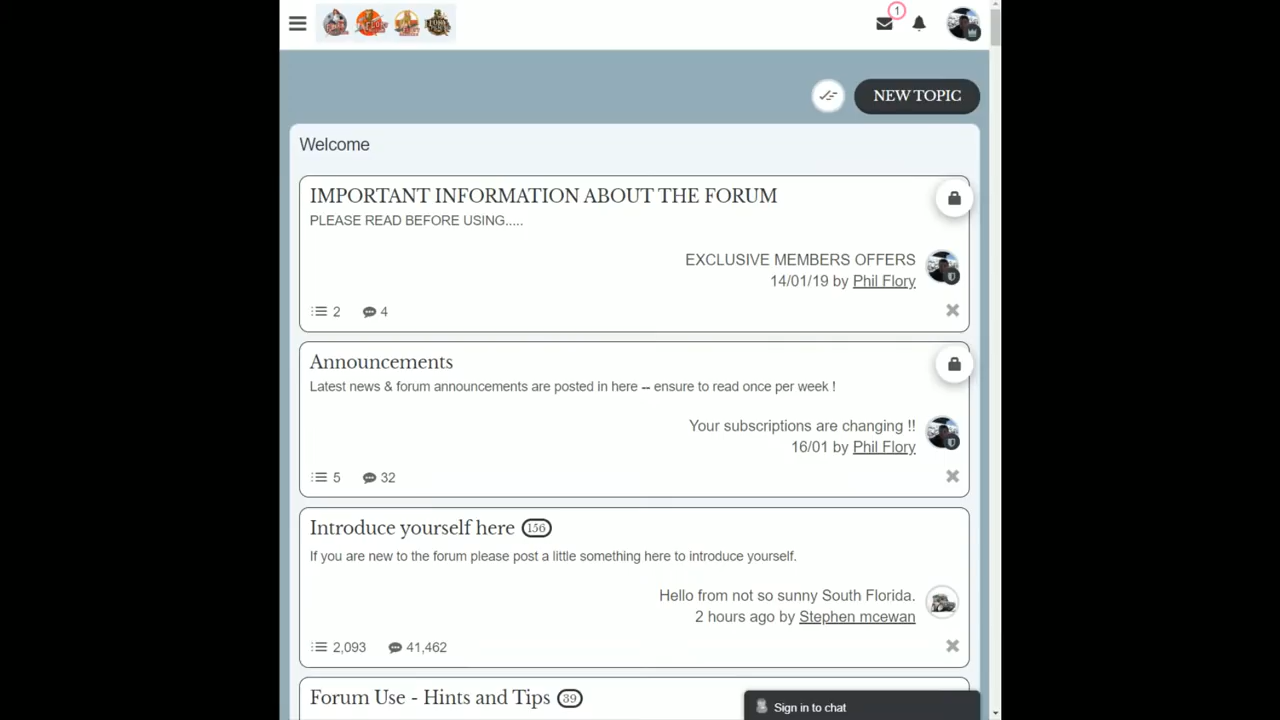 1
NEW TOPIC
Welcome
IMPORTANT INFORMATION ABOUT THE FORUM
PLEASE READ BEFORE USING.....
EXCLUSIVE MEMBERS OFFERS
14/01/19 by Phil Flory
2 4
Announcements
Latest news & forum announcements are posted in here -- ensure to read once per week !
Your subscriptions are changing !!
16/01 by Phil Flory
5 32
Introduce yourself here 156
If you are new to the forum please post a little something here to introduce yourself.
Hello from not so sunny South Florida.
2 hours ago by Stephen mcewan
2,093 41,462
Forum Use - Hints and Tips 39
Sign in to chat